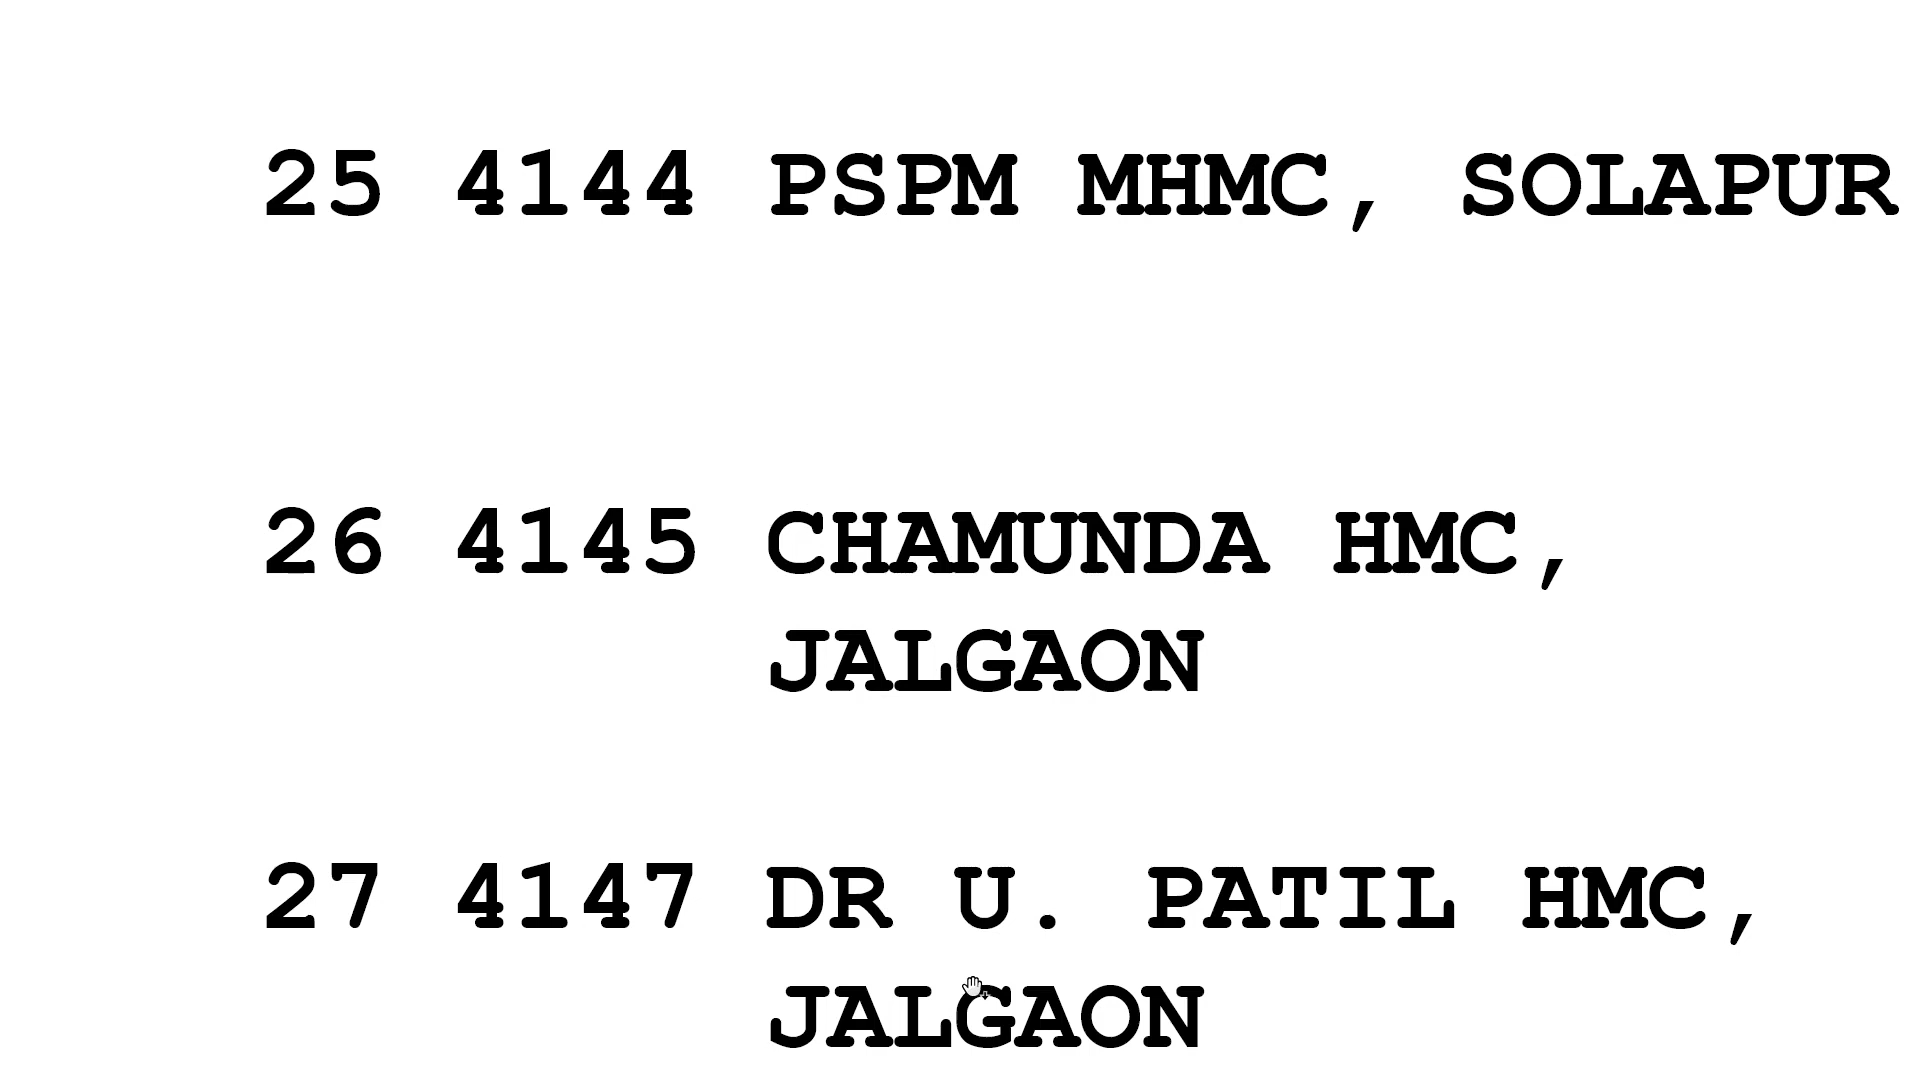 25 4144 PSPM MHMC, SOLAPUR
26 4145 CHAMUNDA HMC,
JALGAON
27 4147 DR U. PATIL HMC,
JALGAON